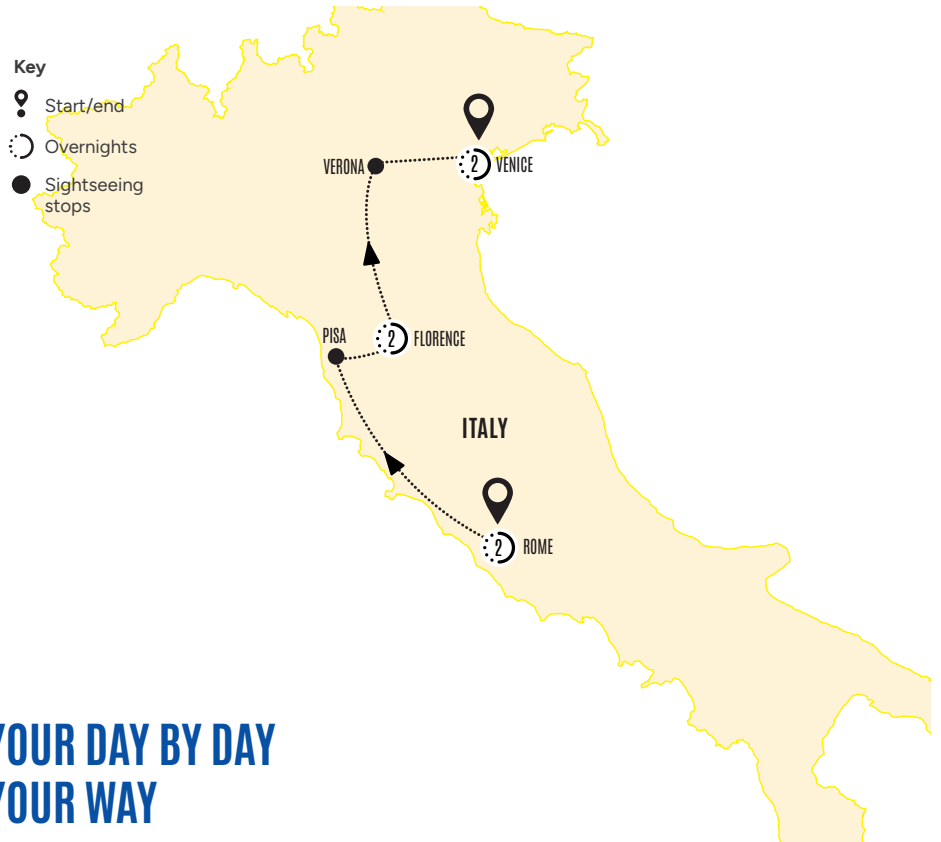 Key
Start/end
Overnights
Sightseeing
stops
VERONA
2
VENICE
PISA
2
FLORENCE
ITALY
2
ROME
YOUR DAY BY DAY
YOUR WAY